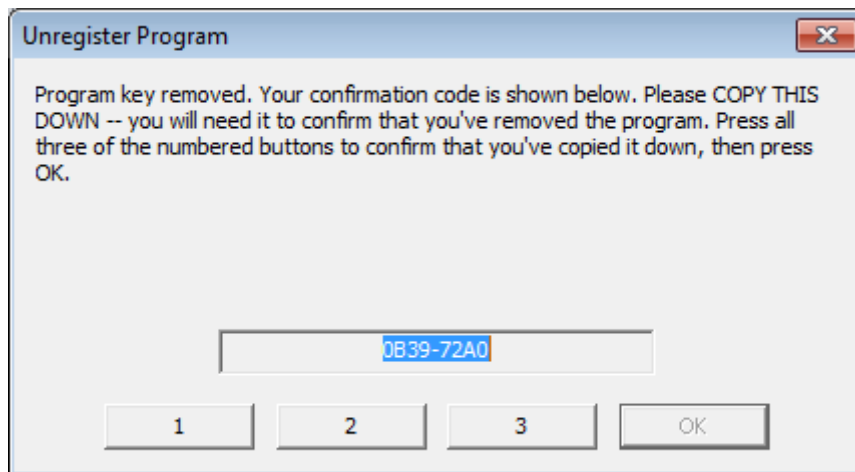 Unregister Program
Program key removed. Your confirmation code is shown below. Please COPY THIS
DOWN -- you will need it to confirm that you've removed the program. Press all
three of the numbered buttons to confirm that you've copied it down, then press
OK.
0B39-72A0
1 2 3 OK